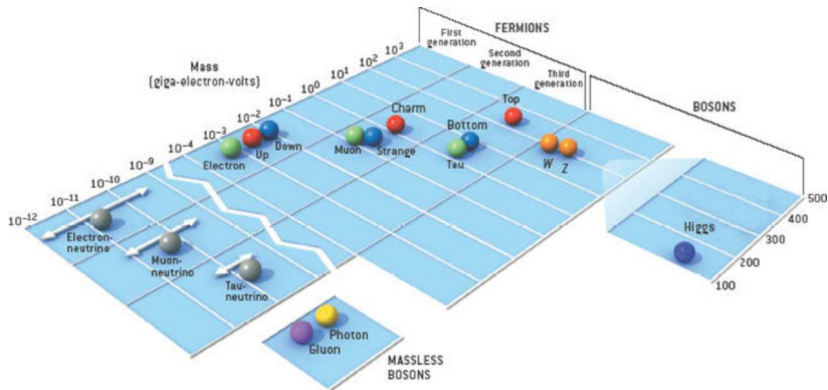 FERMIONS
First
generation
Second
generation
Third
generation
BOSONS
Mass
(giga-electron-volts)
10⁻¹²
10⁻¹¹
10⁻¹⁰
10⁻⁹
10⁻⁴
10⁻³
10⁻²
10⁻¹
10⁰
10¹
10²
10³
Electron
Up
Down
Muon
Strange
Charm
Tau
Bottom
Top
W
Z
Electron-
neutrino
Muon-
neutrino
Tau-
neutrino
Higgs
100
200
300
400
500
Photon
Gluon
MASSLESS
BOSONS